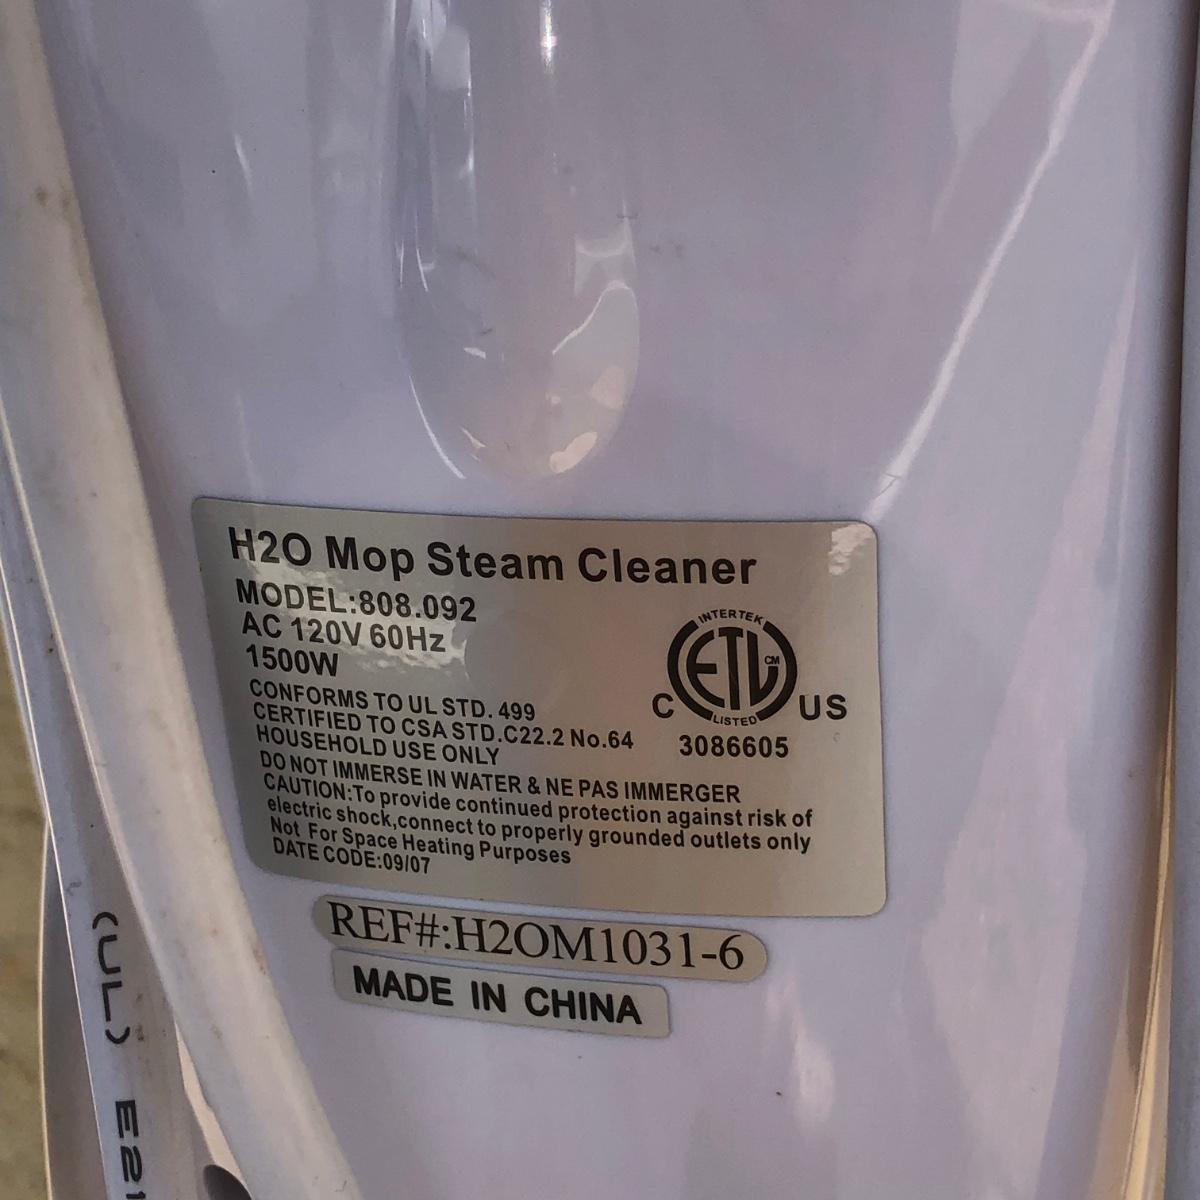 H2O Mop Steam Cleaner
MODEL:808.092
AC 120V 60Hz
1500W
CONFORMS TO UL STD. 499
CERTIFIED TO CSA STD.C22.2 No.64
HOUSEHOLD USE ONLY
DO NOT IMMERSE IN WATER & NE PAS IMMERGER
CAUTION:To provide continued protection against risk of
electric shock,connect to properly grounded outlets only
Not For Space Heating Purposes
DATE CODE:09/07
INTERTEK
ETL CM
C US
LISTED
3086605
REF#:H2OM1031-6
MADE IN CHINA
(UL)